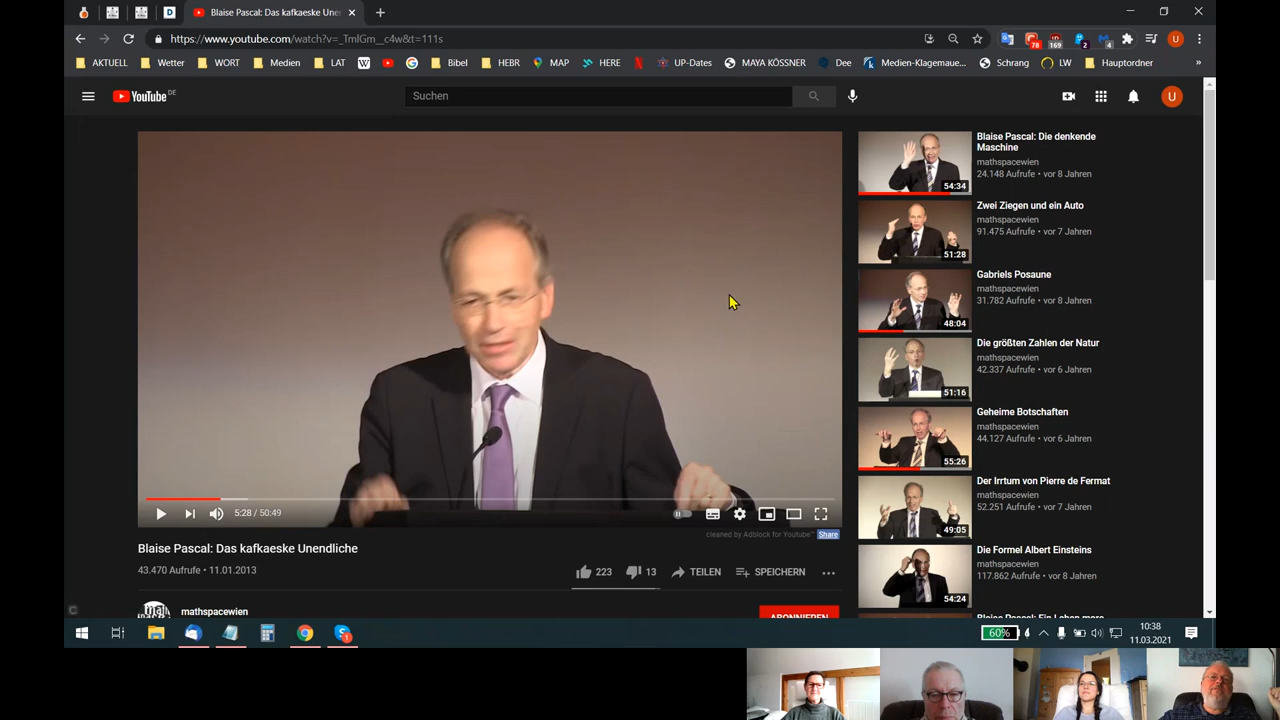 Blaise Pascal: Das kafkaeske Unen
https://www.youtube.com/watch?v=_TmlGm__c4w&t=111s
78
169
2
4
U
AKTUELL
Wetter
WORT
Medien
LAT
Bibel
HEBR
MAP
HERE
UP-Dates
MAYA KÖSSNER
Dee
Medien-Klagemaue...
Schrang
LW
Hauptordner
»
YouTube DE
Suchen
U
Blaise Pascal: Die denkende
Maschine
mathspacewien
24.148 Aufrufe • vor 8 Jahren
54:34
Zwei Ziegen und ein Auto
mathspacewien
91.475 Aufrufe • vor 7 Jahren
51:28
Gabriels Posaune
mathspacewien
31.782 Aufrufe • vor 8 Jahren
48:04
Die größten Zahlen der Natur
mathspacewien
42.337 Aufrufe • vor 6 Jahren
51:16
Geheime Botschaften
mathspacewien
44.127 Aufrufe • vor 6 Jahren
55:26
Der Irrtum von Pierre de Fermat
mathspacewien
52.251 Aufrufe • vor 7 Jahren
49:05
Die Formel Albert Einsteins
mathspacewien
117.862 Aufrufe • vor 8 Jahren
54:24
5:28 / 50:49
cleaned by Adblock for Youtube™ Share
Blaise Pascal: Das kafkaeske Unendliche
43.470 Aufrufe • 11.01.2013
223
13
TEILEN
SPEICHERN
mathspacewien
60%
10:38
11.03.2021